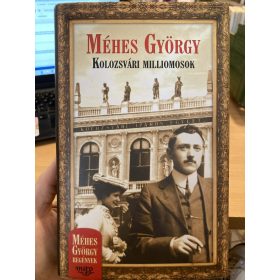 MÉHES GYÖRGY
KOLOZSVÁRI MILLIOMOSOK
MÉHES
GYÖRGY
REGÉNYEK